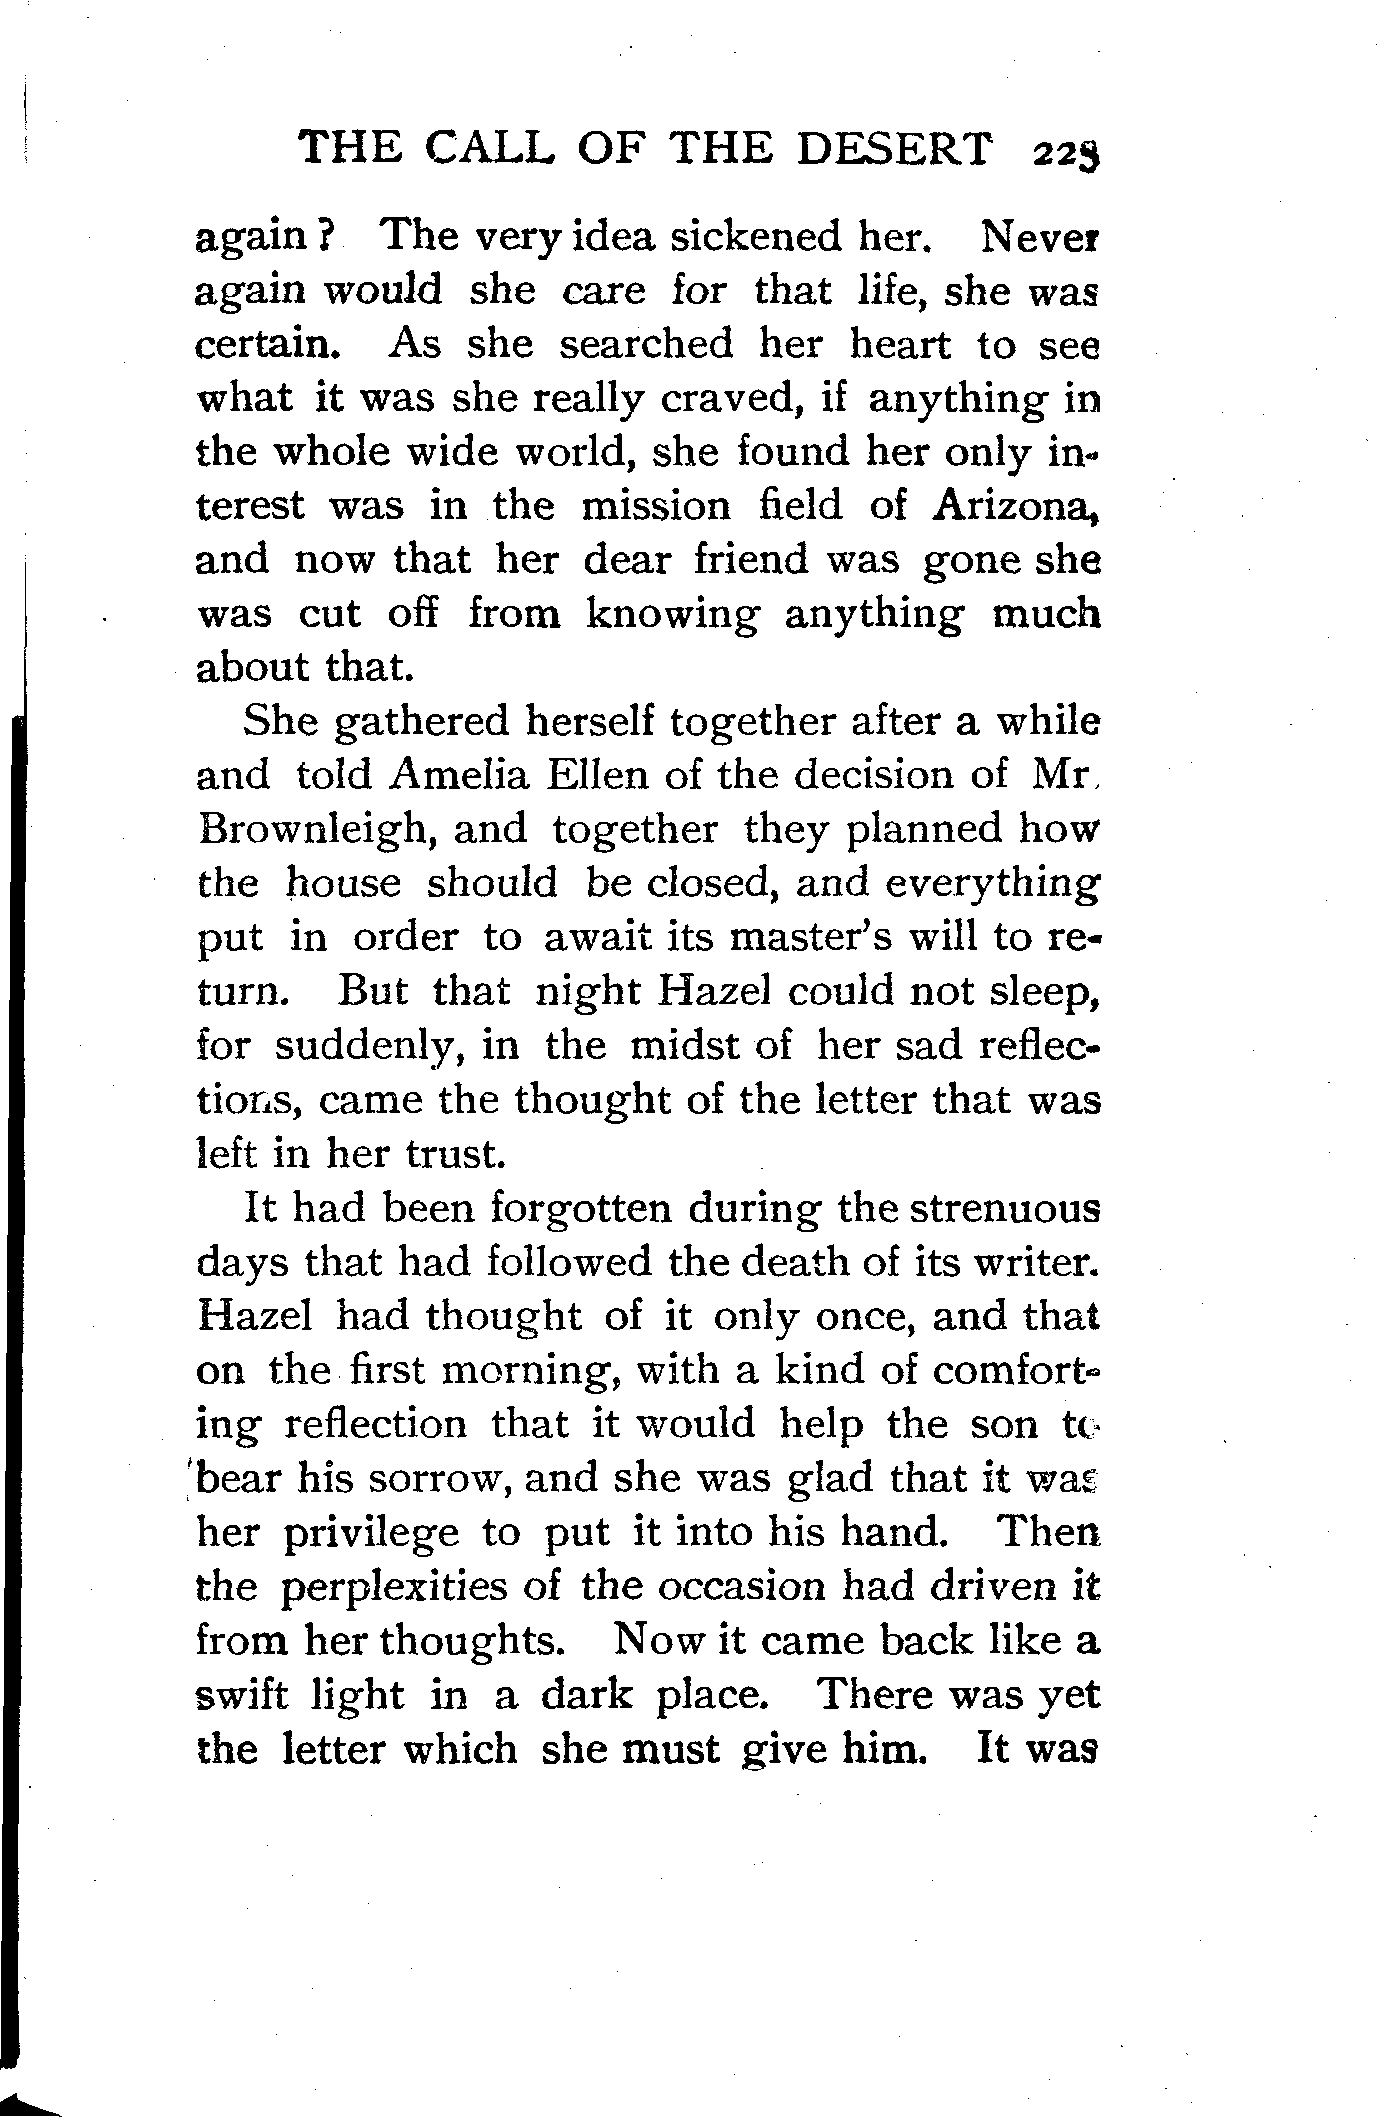 THE CALL OF THE DESERT 223
again? The very idea sickened her. Never
again would she care for that life, she was
certain. As she searched her heart to see
what it was she really craved, if anything in
the whole wide world, she found her only in-
terest was in the mission field of Arizona,
and now that her dear friend was gone she
was cut off from knowing anything much
about that.
She gathered herself together after a while
and told Amelia Ellen of the decision of Mr.
Brownleigh, and together they planned how
the house should be closed, and everything
put in order to await its master's will to re-
turn. But that night Hazel could not sleep,
for suddenly, in the midst of her sad reflec-
tions, came the thought of the letter that was
left in her trust.
It had been forgotten during the strenuous
days that had followed the death of its writer.
Hazel had thought of it only once, and that
on the first morning, with a kind of comfort-
ing reflection that it would help the son to
bear his sorrow, and she was glad that it was
her privilege to put it into his hand. Then
the perplexities of the occasion had driven it
from her thoughts. Now it came back like a
swift light in a dark place. There was yet
the letter which she must give him. It was